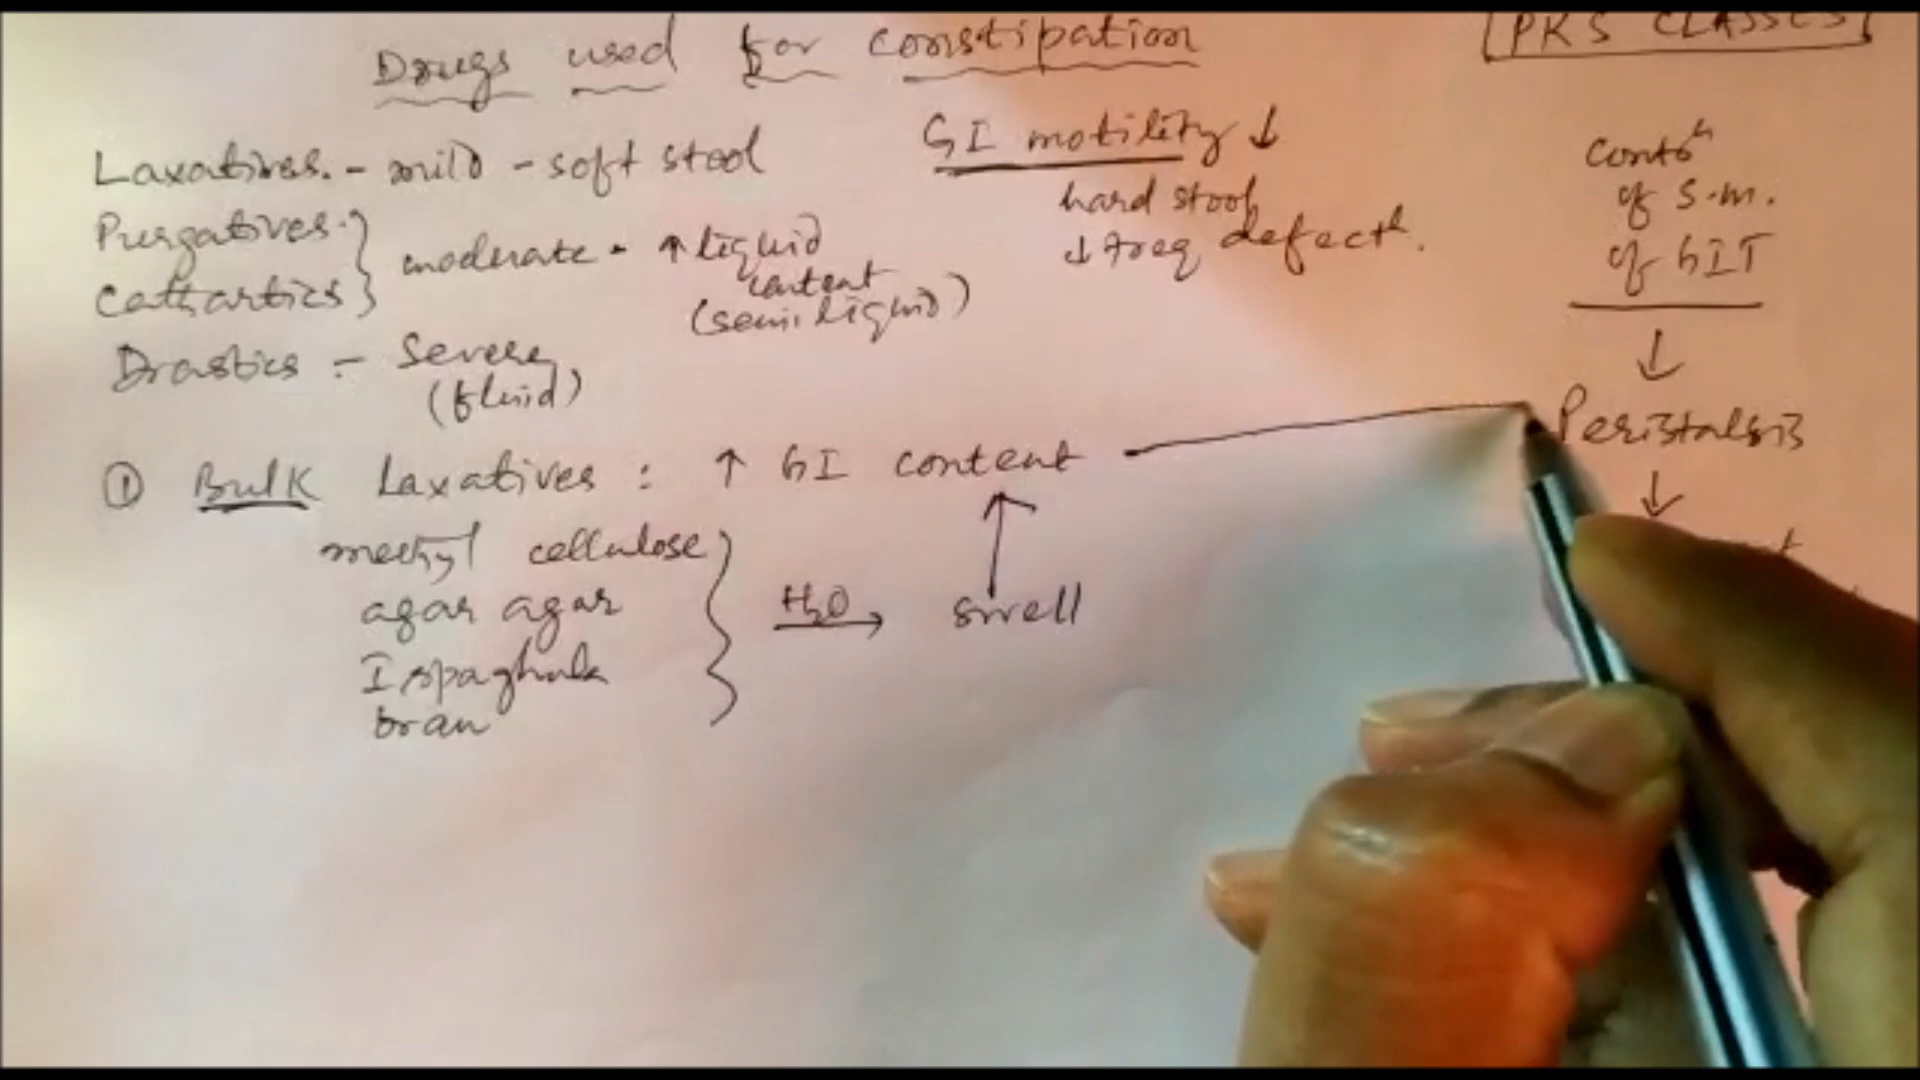 Drugs used for constipation
PKS CLASSES
Laxatives. - mild - soft stool
Purgatives.
Cathartics
moderate - ↑ liquid
content
(semi liquid)
Drastics - Severe
(fluid)
GI motility ↓
hard stool
↓ freq defectⁿ.
contⁿ
of S.m.
of GIT
↓
Peristalsis
↓
① Bulk Laxatives : ↑ GI content
methyl cellulose
agar agar
Ispaghula
bran
H₂O → swell